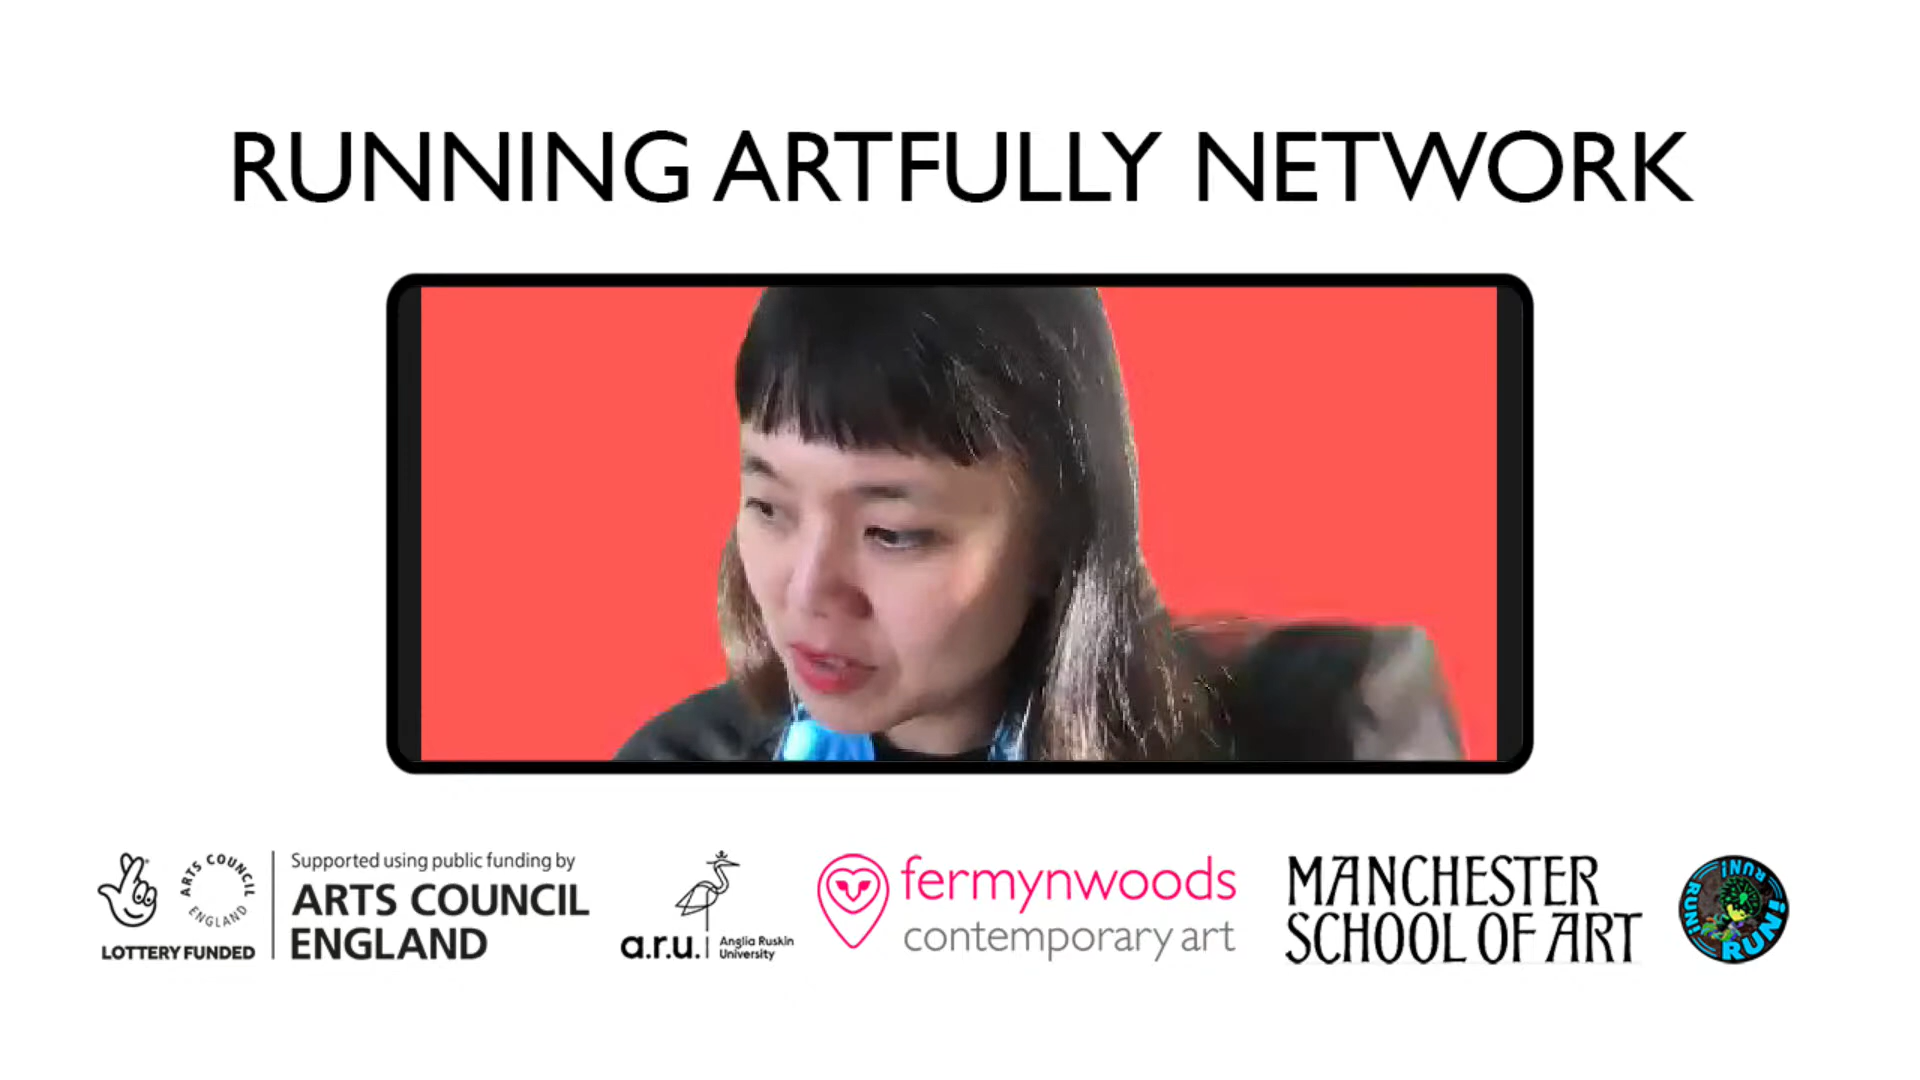 RUNNING ARTFULLY NETWORK
LOTTERY FUNDED
ARTS COUNCIL
ENGLAND
Supported using public funding by
ARTS COUNCIL
ENGLAND
a.r.u.
Anglia Ruskin
University
fermynwoods
contemporary art
MANCHESTER
SCHOOL OF ART
RUN!
RUN!
RUN!